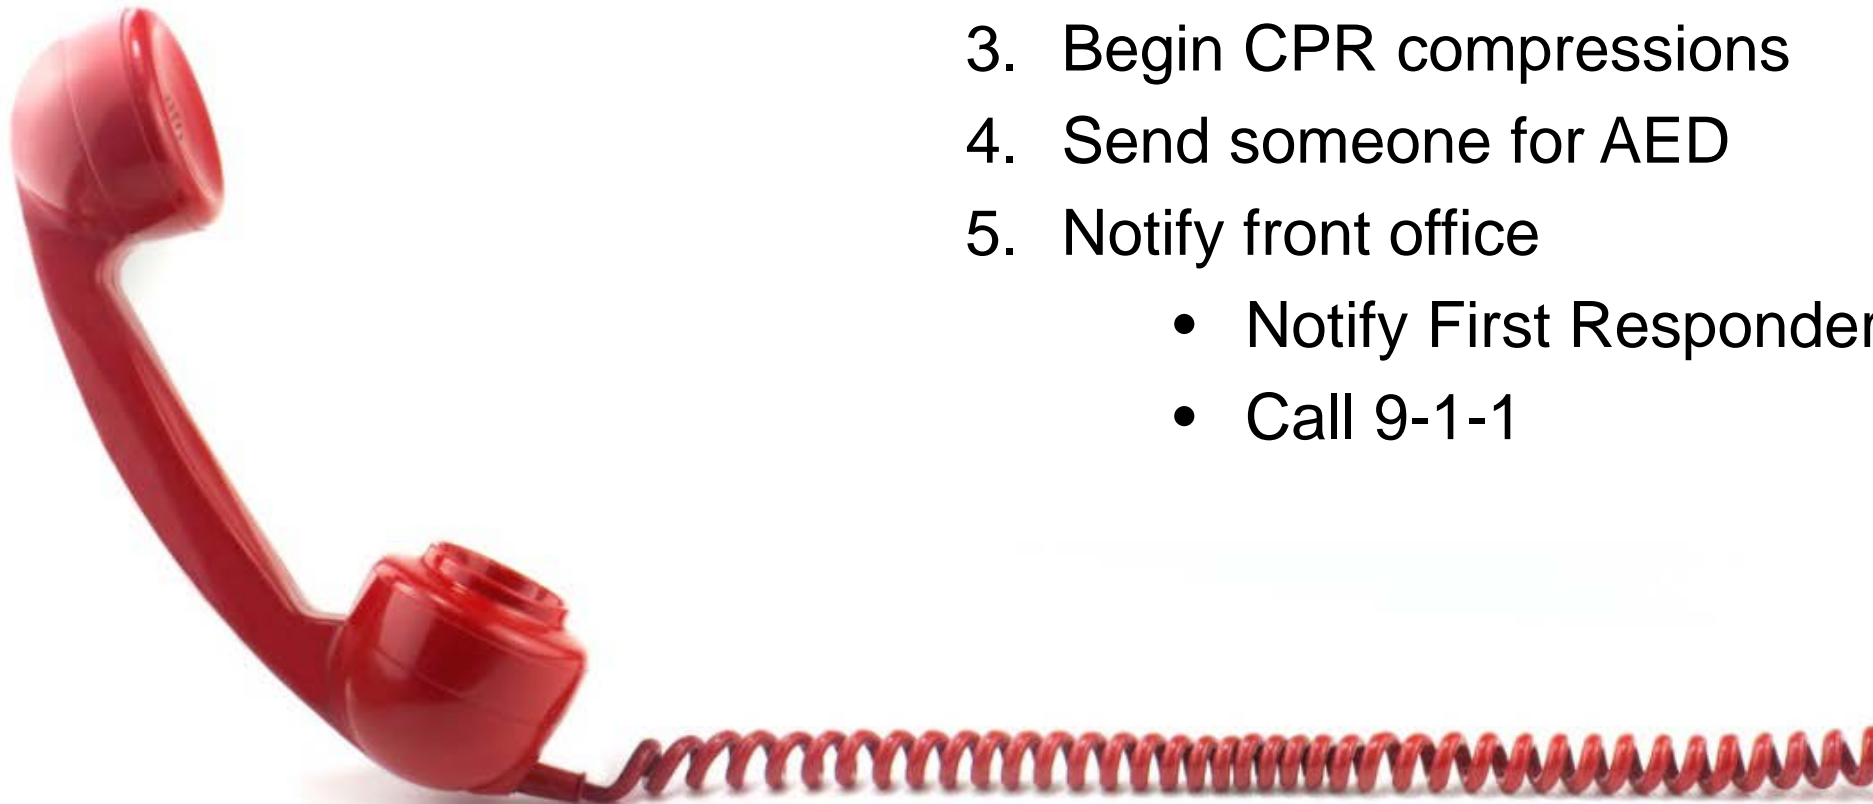 3. Begin CPR compressions
4. Send someone for AED
5. Notify front office
• Notify First Responder
• Call 9-1-1